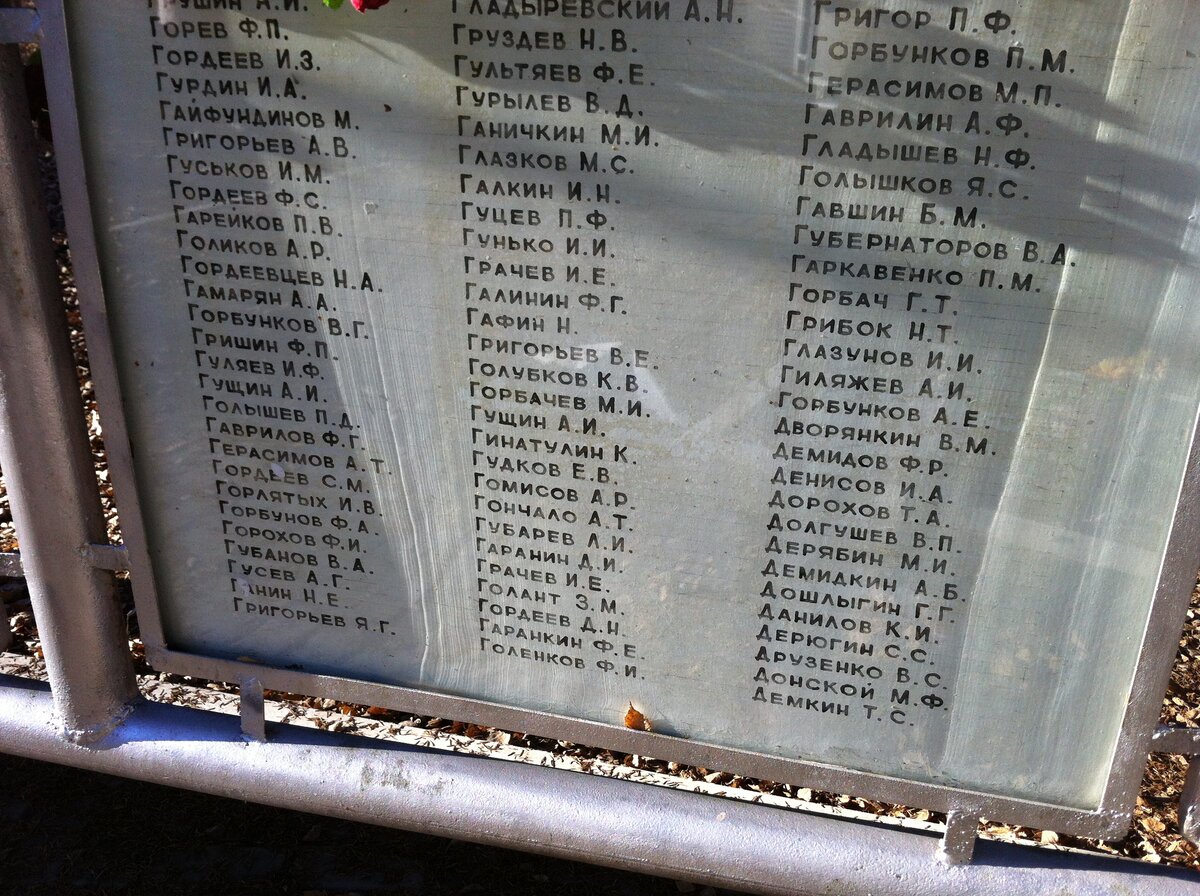 ГРУШИН А.И.
ГОРЕВ Ф.П.
ГОРДЕЕВ И.З.
ГУРДИН И.А.
ГАЙФУНДИНОВ М.
ГРИГОРЬЕВ А.В.
ГУСЬКОВ И.М.
ГОРДЕЕВ Ф.С.
ГАРЕЙКОВ П.В.
ГОЛИКОВ А.Р.
ГОРДЕЕВЦЕВ Н.А.
ГАМАРЯН А.А.
ГОРБУНКОВ В.Г.
ГРИШИН Ф.П.
ГУЛЯЕВ И.Ф.
ГУЩИН А.И.
ГОЛЫШЕВ П.Д.
ГАВРИЛОВ Ф.Г.
ГЕРАСИМОВ А.Т.
ГОРДЕЕВ С.М.
ГОРЛЯТЫХ И.В.
ГОРБУНОВ Ф.А.
ГОРОХОВ Ф.И.
ГУБАНОВ В.А.
ГУСЕВ А.Г.
ГАНИН Н.Е.
ГРИГОРЬЕВ Я.Г.
ГЛАДЫРЕВСКИЙ А.Н.
ГРУЗДЕВ Н.В.
ГУЛЬТЯЕВ Ф.Е.
ГУРЫЛЕВ В.Д.
ГАНИЧКИН М.И.
ГЛАЗКОВ М.С.
ГАЛКИН И.Н.
ГУЦЕВ П.Ф.
ГУНЬКО И.И.
ГРАЧЕВ И.Е.
ГАЛИНИН Ф.Г.
ГАФИН Н.
ГРИГОРЬЕВ В.Е.
ГОЛУБКОВ К.В.
ГОРБАЧЕВ М.И.
ГУЩИН А.И.
ГИНАТУЛИН К.
ГУДКОВ Е.В.
ГОМИСОВ А.Р.
ГОНЧАЛО А.Т.
ГУБАРЕВ Л.И.
ГАРАНИН Д.И.
ГРАЧЕВ И.Е.
ГОЛАНТ З.М.
ГОРДЕЕВ Д.Н.
ГАРАНКИН Ф.Е.
ГОЛЕНКОВ Ф.И.
ГРИГОР П.Ф.
ГОРБУНКОВ П.М.
ГЕРАСИМОВ М.П.
ГАВРИЛИН А.Ф.
ГЛАДЫШЕВ Н.Ф.
ГОЛЫШКОВ Я.С.
ГАВШИН Б.М.
ГУБЕРНАТОРОВ В.А.
ГАРКАВЕНКО П.М.
ГОРБАЧ Г.Т.
ГРИБОК Н.Т.
ГЛАЗУНОВ И.И.
ГИЛЯЖЕВ А.И.
ГОРБУНКОВ А.Е.
ДВОРЯНКИН В.М.
ДЕМИДОВ Ф.Р.
ДЕНИСОВ И.А.
ДОРОХОВ Т.А.
ДОЛГУШЕВ В.П.
ДЕРЯБИН М.И.
ДЕМИДКИН А.Б.
ДОШЛЫГИН Г.Г.
ДАНИЛОВ К.И.
ДЕРЮГИН С.С.
ДРУЗЕНКО В.С.
ДОНСКОЙ М.Ф.
ДЕМКИН Т.С.